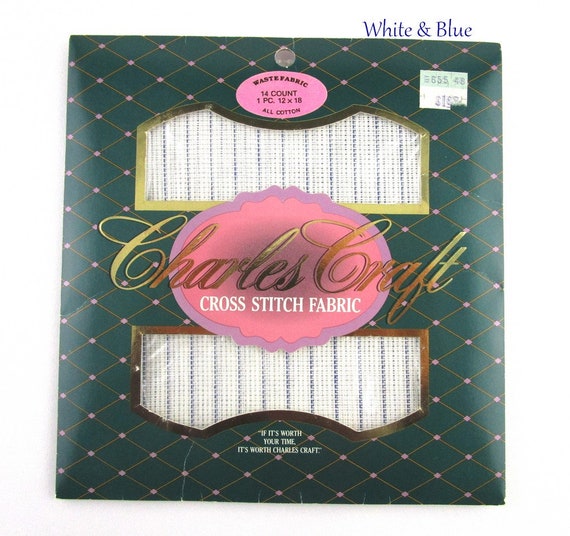 White & Blue
WASTE FABRIC
14 COUNT
1 PC. 12 x 18
ALL COTTON
Charles Craft
CROSS STITCH FABRIC
"IF IT'S WORTH
YOUR TIME,
IT'S WORTH CHARLES CRAFT."